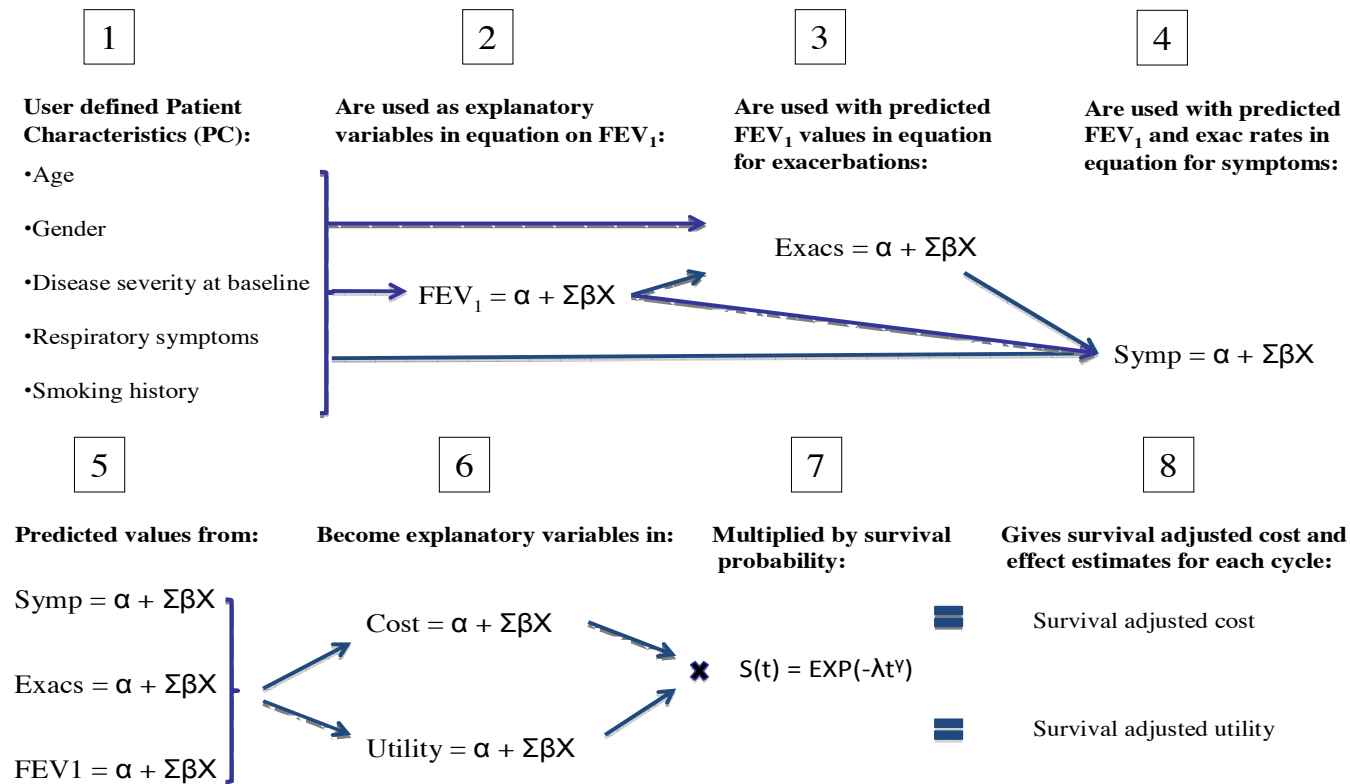 1
2
3
4
User defined Patient
Characteristics (PC):
•Age
•Gender
•Disease severity at baseline
•Respiratory symptoms
•Smoking history
Are used as explanatory
variables in equation on FEV₁:
FEV₁ = α + ΣβX
Are used with predicted
FEV₁ values in equation
for exacerbations:
Exacs = α + ΣβX
Are used with predicted
FEV₁ and exac rates in
equation for symptoms:
Symp = α + ΣβX
5
6
7
8
Predicted values from:
Symp = α + ΣβX
Exacs = α + ΣβX
FEV1 = α + ΣβX
Become explanatory variables in:
Cost = α + ΣβX
Utility = α + ΣβX
Multiplied by survival
probability:
S(t) = EXP(-λtᵞ)
Gives survival adjusted cost and
effect estimates for each cycle:
Survival adjusted cost
Survival adjusted utility